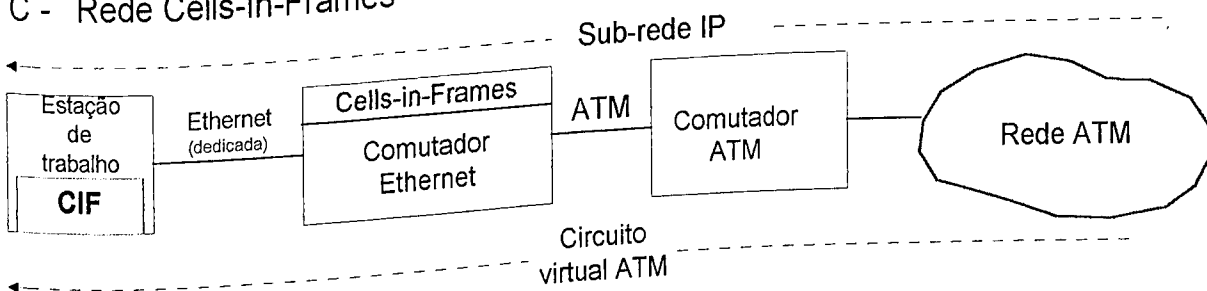 C - Rede Cells-In-Frames
Sub-rede IP
Estação
de
trabalho
CIF
Ethernet
(dedicada)
Cells-in-Frames
Comutador
Ethernet
ATM
Comutador
ATM
Rede ATM
Circuito
virtual ATM